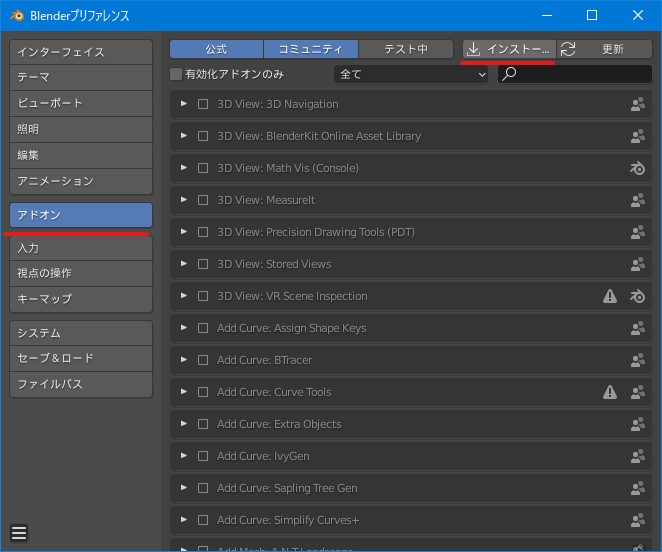 Blenderプリファレンス
インターフェイス
テーマ
ビューポート
照明
編集
アニメーション
アドオン
入力
視点の操作
キーマップ
システム
セーブ＆ロード
ファイルパス
公式 コミュニティ テスト中 インストー... 更新
有効化アドオンのみ 全て
3D View: 3D Navigation
3D View: BlenderKit Online Asset Library
3D View: Math Vis (Console)
3D View: MeasureIt
3D View: Precision Drawing Tools (PDT)
3D View: Stored Views
3D View: VR Scene Inspection
Add Curve: Assign Shape Keys
Add Curve: BTracer
Add Curve: Curve Tools
Add Curve: Extra Objects
Add Curve: IvyGen
Add Curve: Sapling Tree Gen
Add Curve: Simplify Curves+
Add Mesh: A.N.T.Landscape